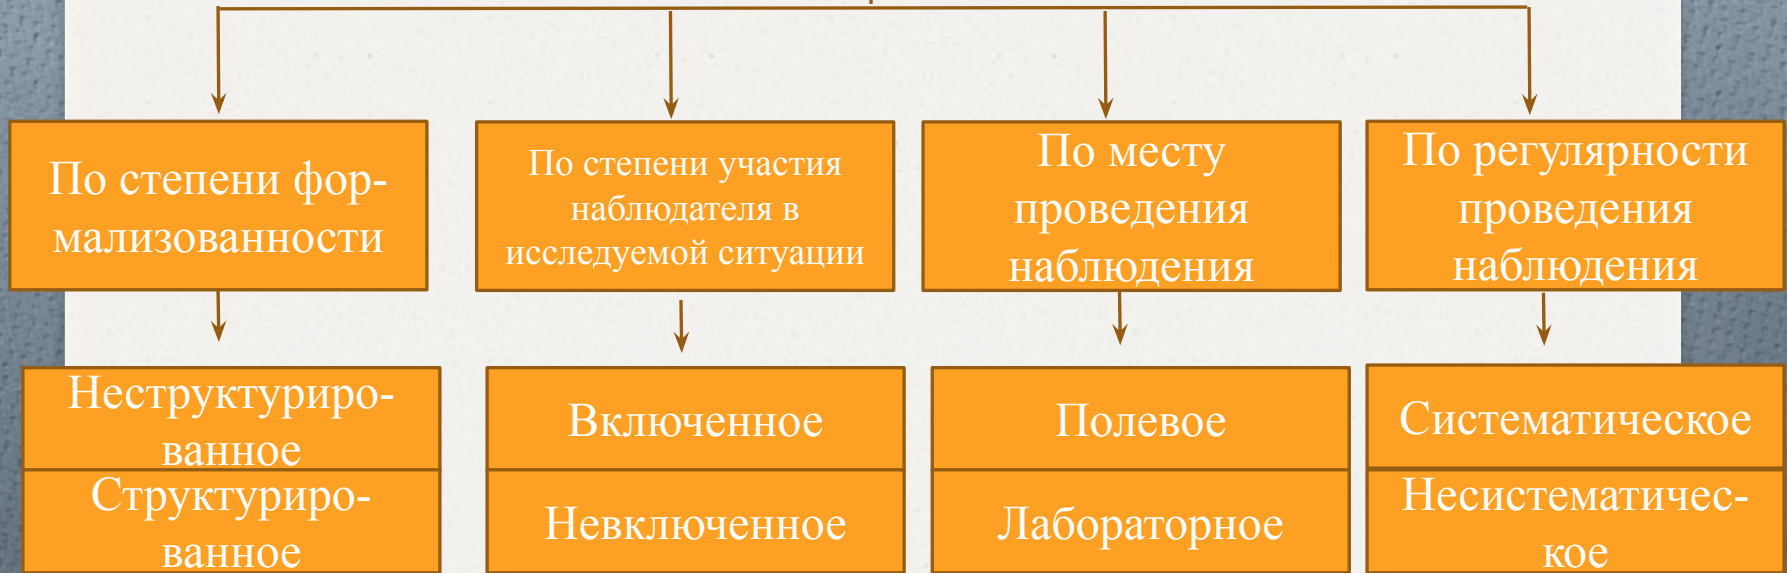 По степени фор-
мализованности
По степени участия
наблюдателя в
исследуемой ситуации
По месту
проведения
наблюдения
По регулярности
проведения
наблюдения
Неструктуриро-
ванное
Структуриро-
ванное
Включенное
Невключенное
Полевое
Лабораторное
Систематическое
Несистематичес-
кое